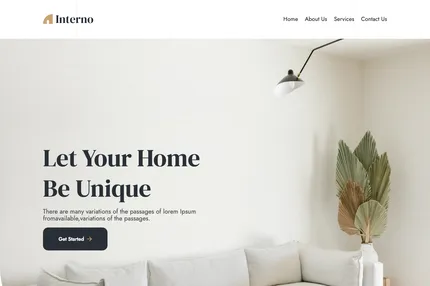 Interno
Home About Us Services Contact Us
Let Your Home
Be Unique
There are many variations of the passages of lorem Ipsum
fromavailable,variations of the passages.
Get Started